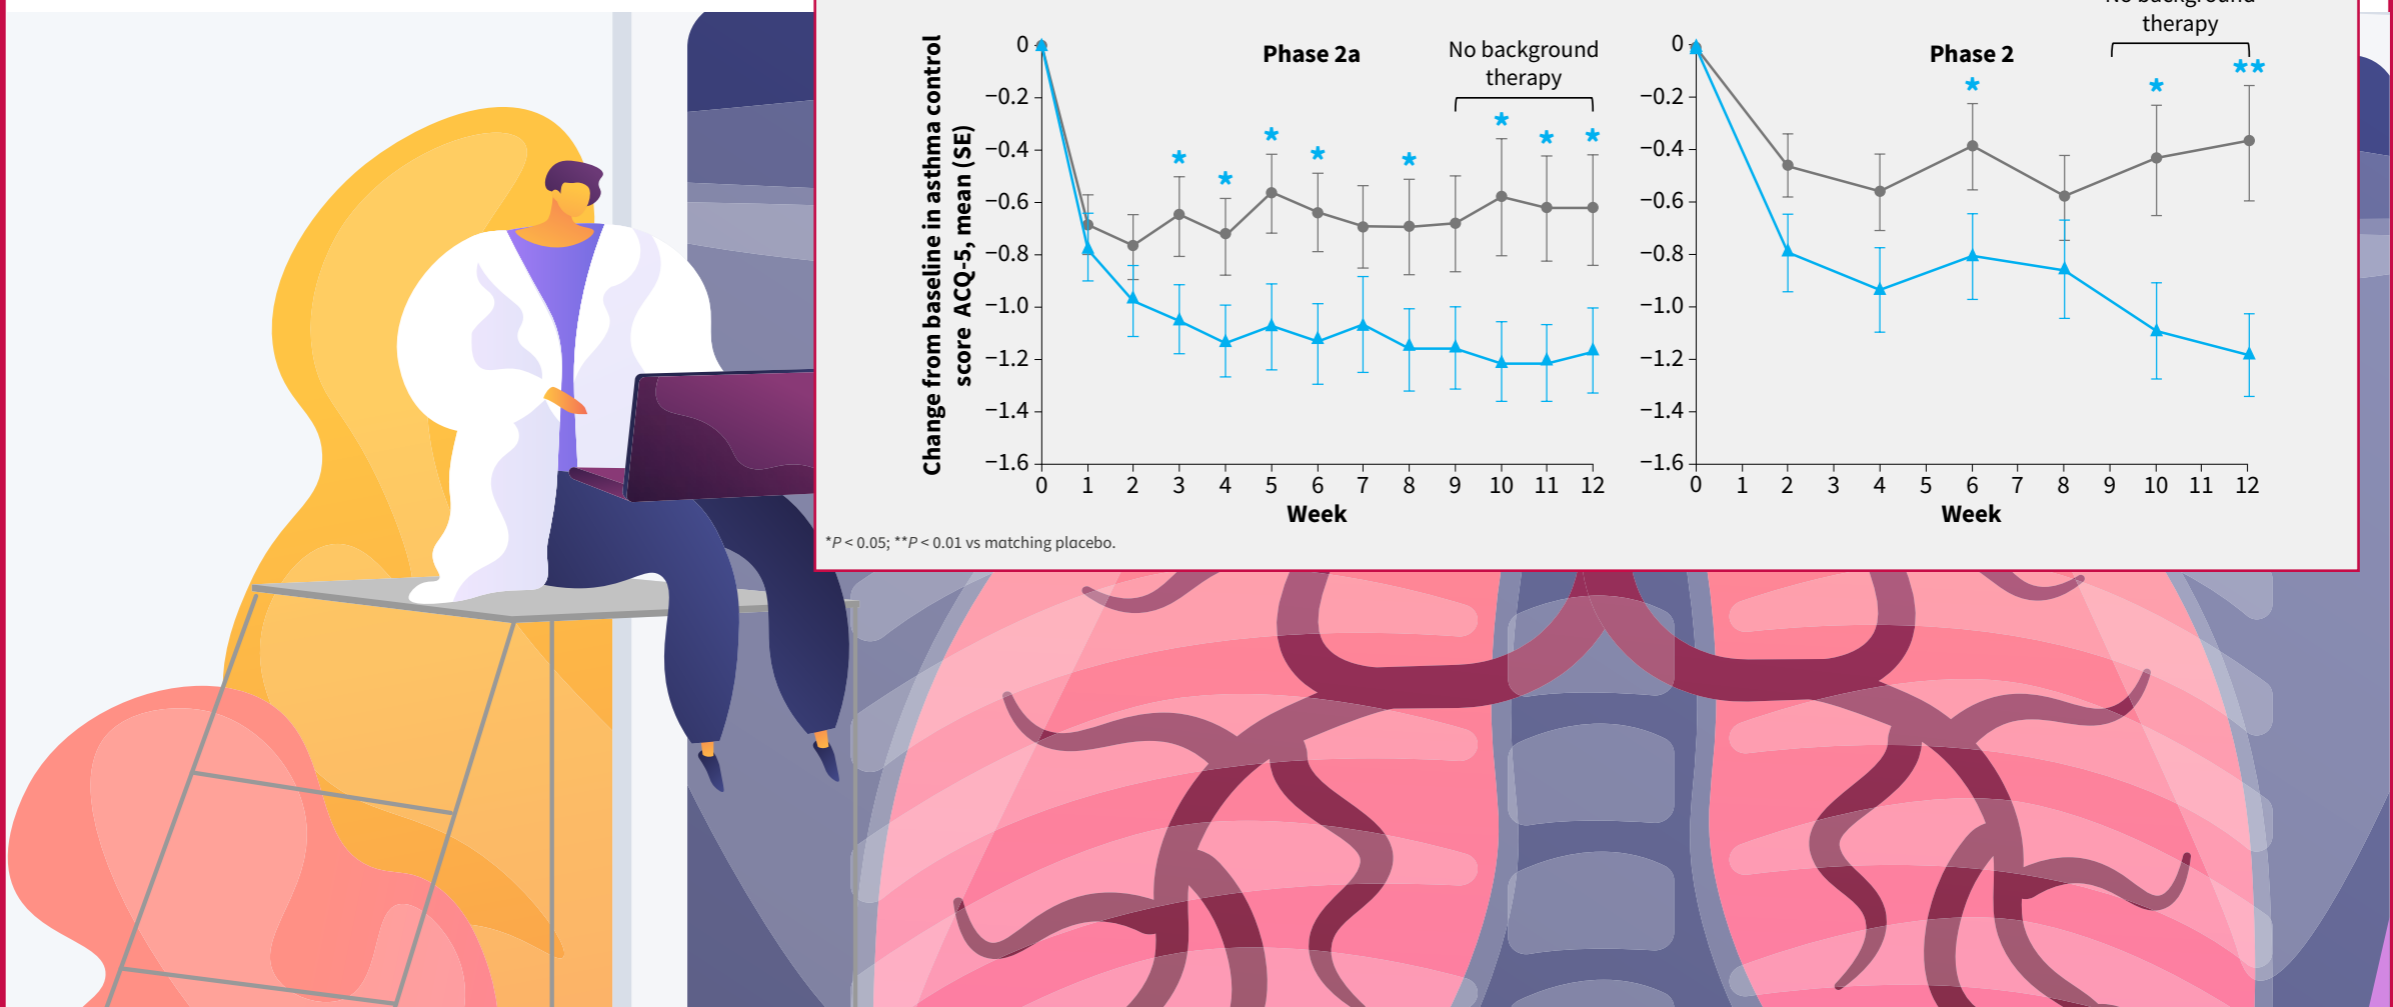 Change from baseline in asthma control
score ACQ-5, mean (SE)
Phase 2a
No background
therapy
0
−0.2
−0.4
−0.6
−0.8
−1.0
−1.2
−1.4
−1.6
* * * * * * * *
0 1 2 3 4 5 6 7 8 9 10 11 12
Week
No background
therapy
Phase 2
0
−0.2
−0.4
−0.6
−0.8
−1.0
−1.2
−1.4
−1.6
* * **
0 1 2 3 4 5 6 7 8 9 10 11 12
Week
*P < 0.05; **P < 0.01 vs matching placebo.